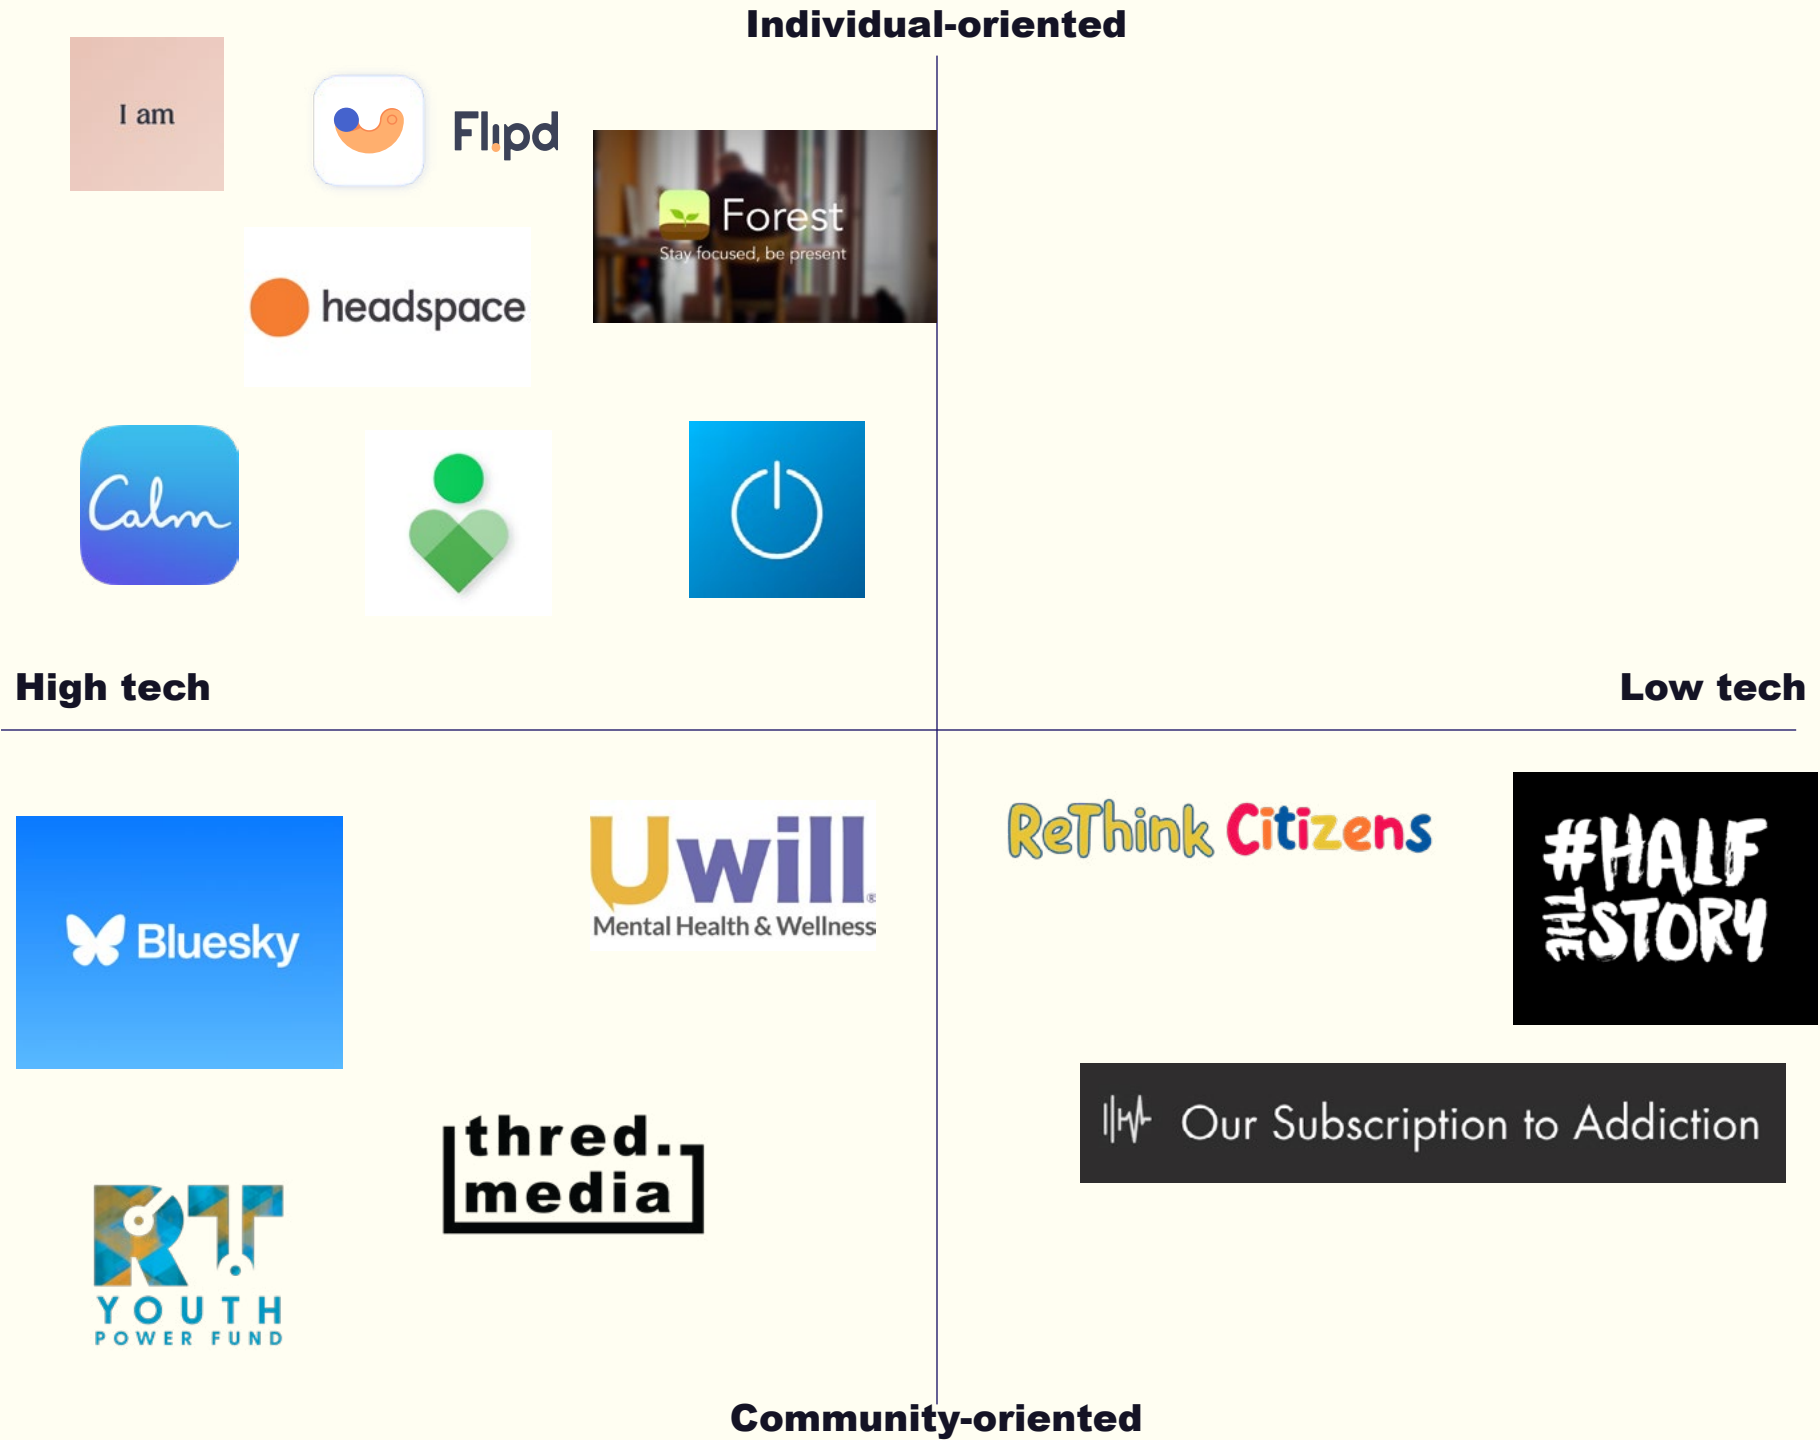 Individual-oriented
I am
Flipd
Forest
Stay focused, be present
headspace
Calm
High tech
Low tech
Bluesky
Uwill®
Mental Health & Wellness
ReThink Citizens
#HALF
THE
STORY
Our Subscription to Addiction
thred.
media
RT
YOUTH
POWER FUND
Community-oriented